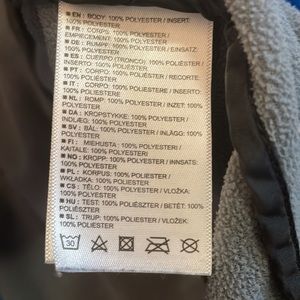 ■ EN : BODY: 100% POLYESTER / INSERT:
100% POLYESTER
■ FR : CORPS: 100% POLYESTER /
EMPIECEMENT: 100% POLYESTER
■ DE : RUMPF: 100% POLYESTER / EINSATZ:
100% POLYESTER
■ ES : CUERPO (TRONCO): 100% POLIÉSTER /
INSERTO: 100% POLIÉSTER
■ PT : CORPO: 100% POLIÉSTER / RECORTE:
100% POLIÉSTER
■ IT : CORPO: 100% POLIESTERE /
INSERTO: 100% POLIESTERE
■ NL : ROMP: 100% POLYESTER / INZET: 100%
POLYESTER
■ DA : KROPSTYKKE: 100% POLYESTER /
INDLÆG: 100% POLYESTER
■ SV : BÅL: 100% POLYESTER / INLÄGG: 100%
POLYESTER
■ FI : MIEHUSTA: 100% POLYESTERI /
KAITALE: 100% POLYESTERI
■ NO : KROPP: 100% POLYESTER / INNSATS:
100% POLYESTER
■ PL : KORPUS: 100% POLIESTER /
WKŁADKA: 100% POLIESTER
■ CS : TĚLO: 100% POLYESTER / VLOŽKA:
100% POLYESTER
■ HU : TEST: 100% POLIÉSZTER / BETÉT: 100%
POLIÉSZTER
■ SL : TRUP: 100% POLIESTER / VLOŽEK:
100% POLIESTER
30